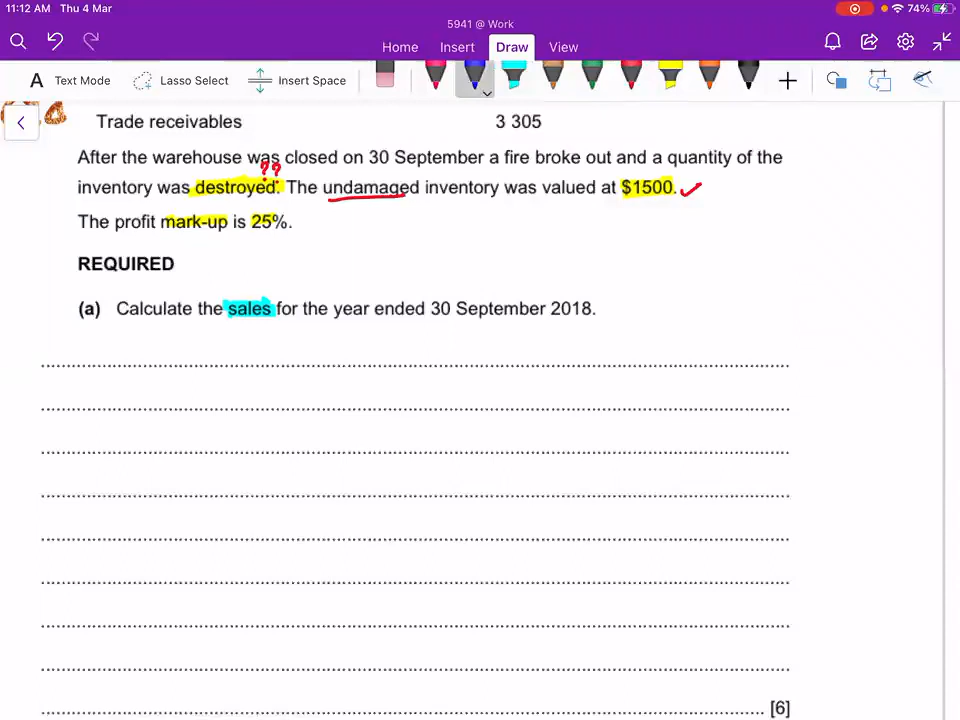 11:12 AM Thu 4 Mar
74%
5941 @ Work
Home Insert Draw View
A Text Mode Lasso Select Insert Space
Trade receivables 3 305
After the warehouse was closed on 30 September a fire broke out and a quantity of the
??
inventory was destroyed. The undamaged inventory was valued at $1500.
The profit mark-up is 25%.
REQUIRED
(a) Calculate the sales for the year ended 30 September 2018.
[6]